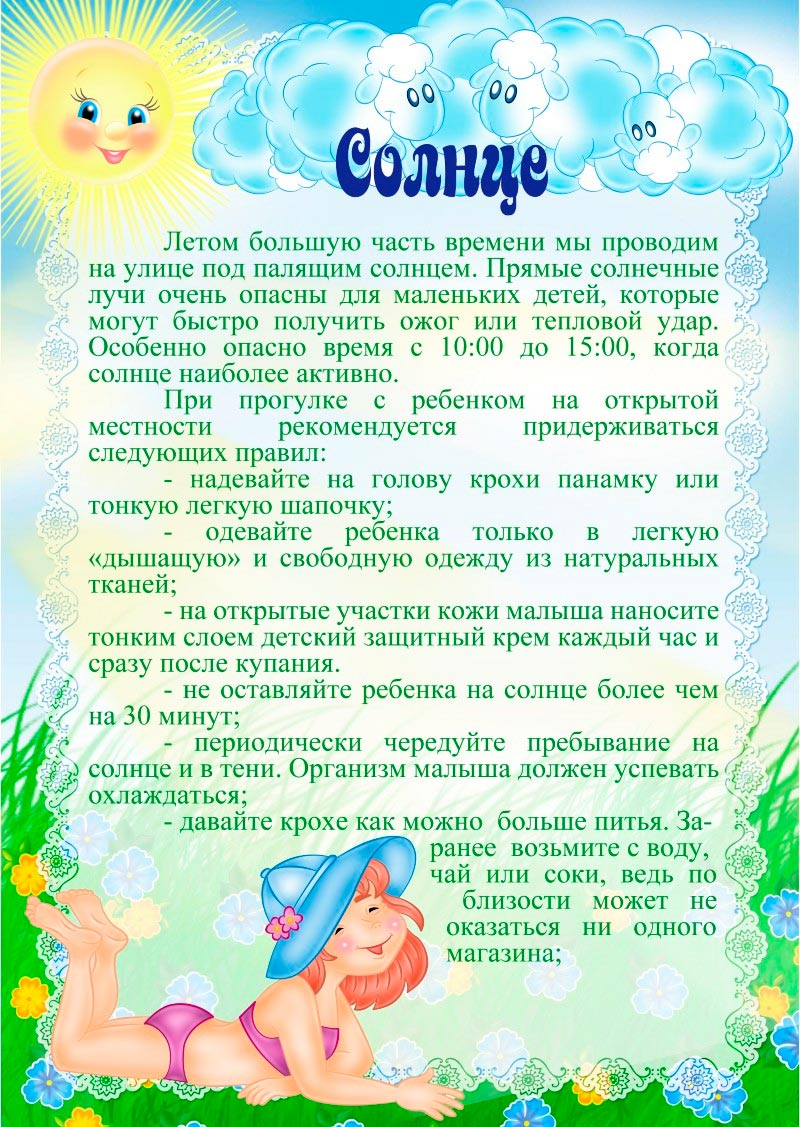 Солнце
Летом большую часть времени мы проводим
на улице под палящим солнцем. Прямые солнечные
лучи очень опасны для маленьких детей, которые
могут быстро получить ожог или тепловой удар.
Особенно опасно время с 10:00 до 15:00, когда
солнце наиболее активно.
При прогулке с ребенком на открытой
местности рекомендуется придерживаться
следующих правил:
- надевайте на голову крохи панамку или
тонкую легкую шапочку;
- одевайте ребенка только в легкую
«дышащую» и свободную одежду из натуральных
тканей;
- на открытые участки кожи малыша наносите
тонким слоем детский защитный крем каждый час и
сразу после купания.
- не оставляйте ребенка на солнце более чем
на 30 минут;
- периодически чередуйте пребывание на
солнце и в тени. Организм малыша должен успевать
охлаждаться;
- давайте крохе как можно больше питья. За-
ранее возьмите с воду,
чай или соки, ведь по
близости может не
оказаться ни одного
магазина;